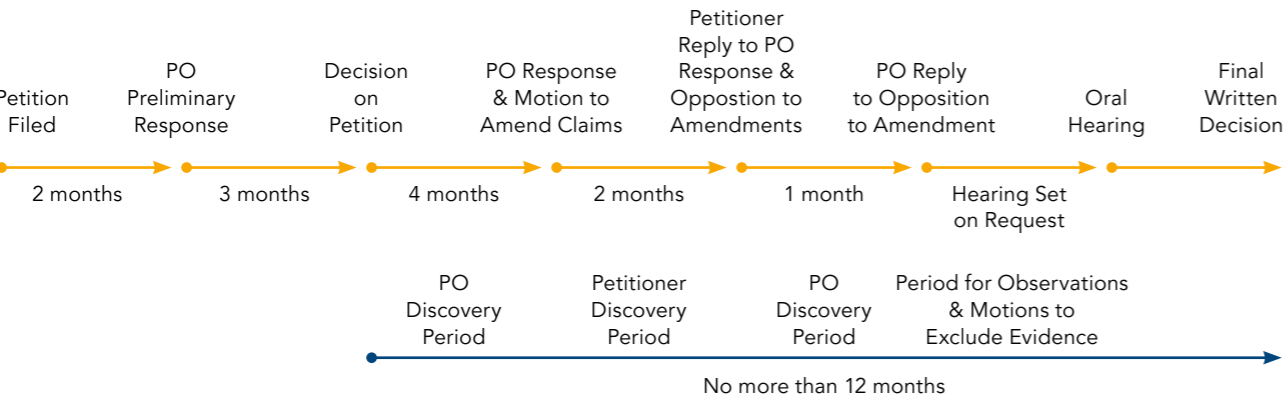 Petition
Filed
PO
Preliminary
Response
Decision
on
Petition
PO Response
& Motion to
Amend Claims
Petitioner
Reply to PO
Response &
Oppostion to
Amendments
PO Reply
to Opposition
to Amendment
Oral
Hearing
Final
Written
Decision
2 months
3 months
4 months
2 months
1 month
Hearing Set
on Request
PO
Discovery
Period
Petitioner
Discovery
Period
PO
Discovery
Period
Period for Observations
& Motions to
Exclude Evidence
No more than 12 months